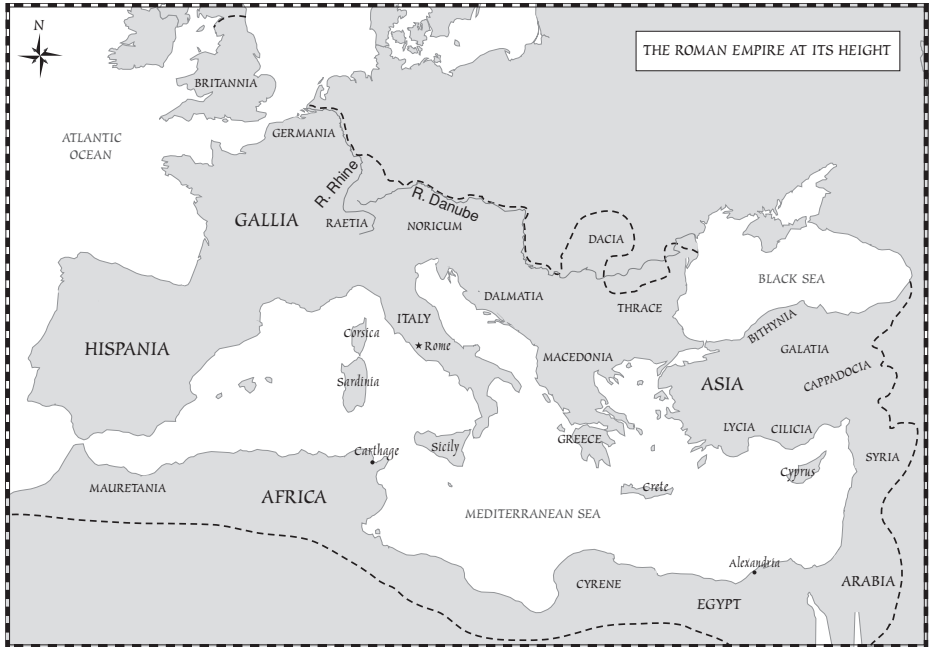 N
THE ROMAN EMPIRE AT ITS HEIGHT
BRITANNIA
ATLANTIC
OCEAN
GERMANIA
R. Rhine
R. Danube
GALLIA
RAETIA
NORICUM
DACIA
BLACK SEA
DALMATIA
THRACE
ITALY
BITHYNIA
Corsica
Rome
HISPANIA
GALATIA
MACEDONIA
CAPPADOCIA
Sardinia
ASIA
LYCIA
CILICIA
GREECE
Sicily
Carthage
SYRIA
Cyprus
MAURETANIA
AFRICA
Crete
MEDITERRANEAN SEA
Alexandria
CYRENE
ARABIA
EGYPT